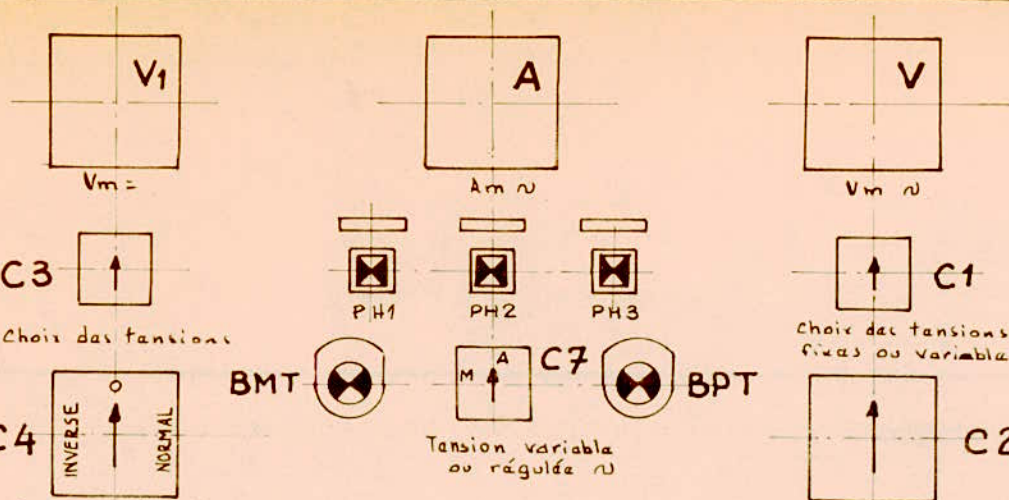 V1
A
V
Vm =
Am ~
Vm ~
C3
C1
PH1 PH2 PH3
Choix des tensions
Choix des tensions
fixes ou variable
BMT
M A
C7
BPT
C4
INVERSE
O
NORMAL
Tension variable
ou régulée ~
C2